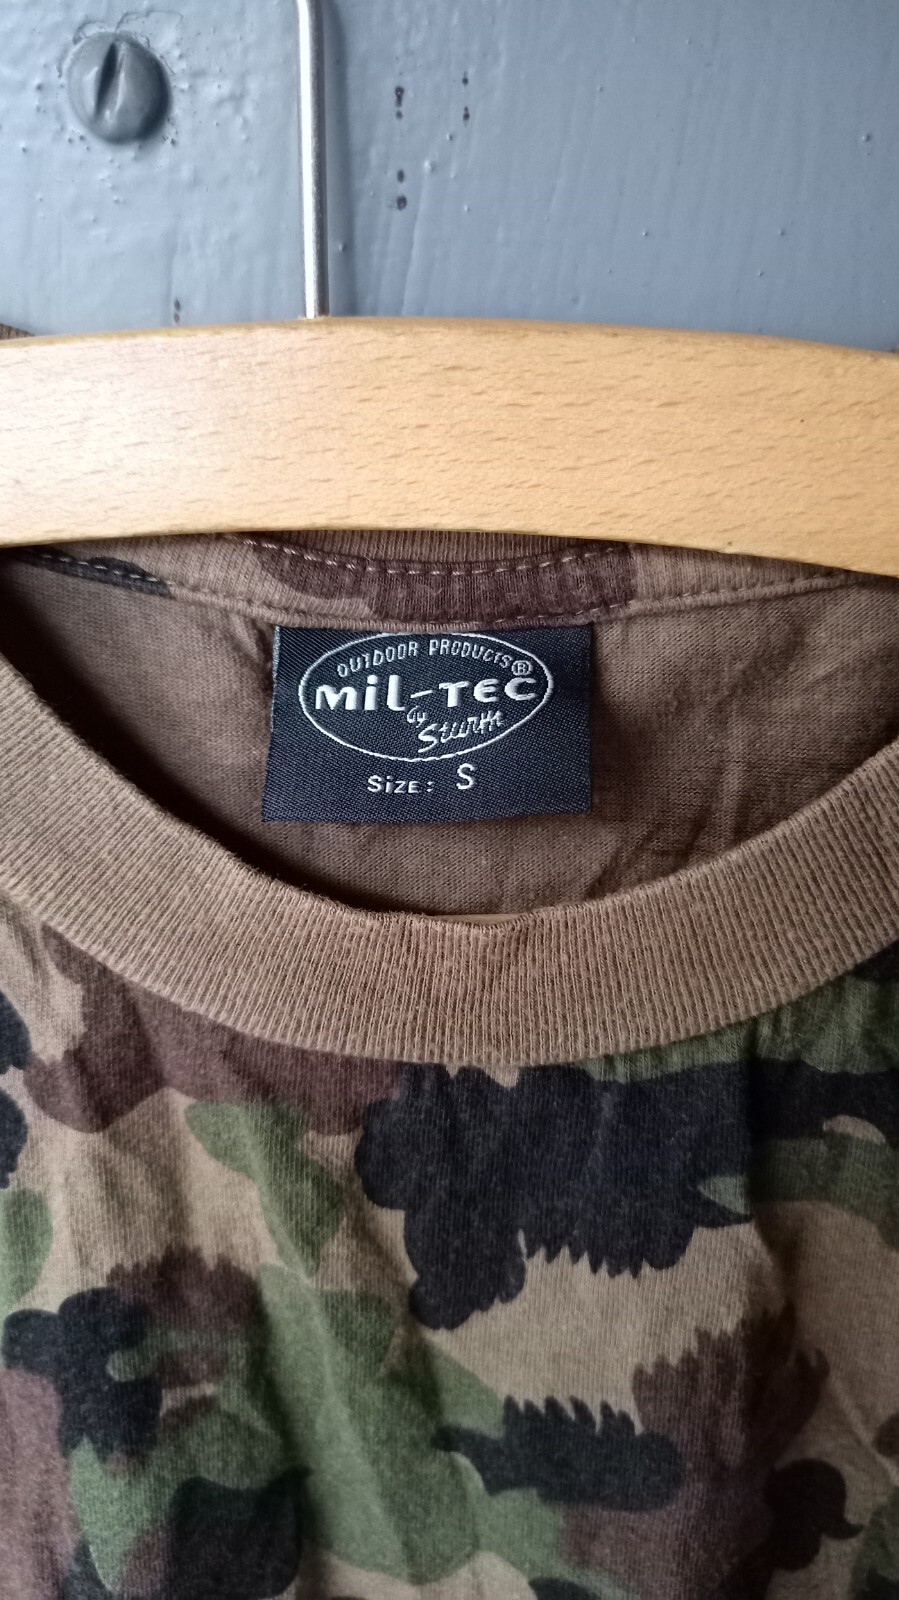 OUTDOOR PRODUCTS®
Mil-TEC
By
Sturm
SiZE: S